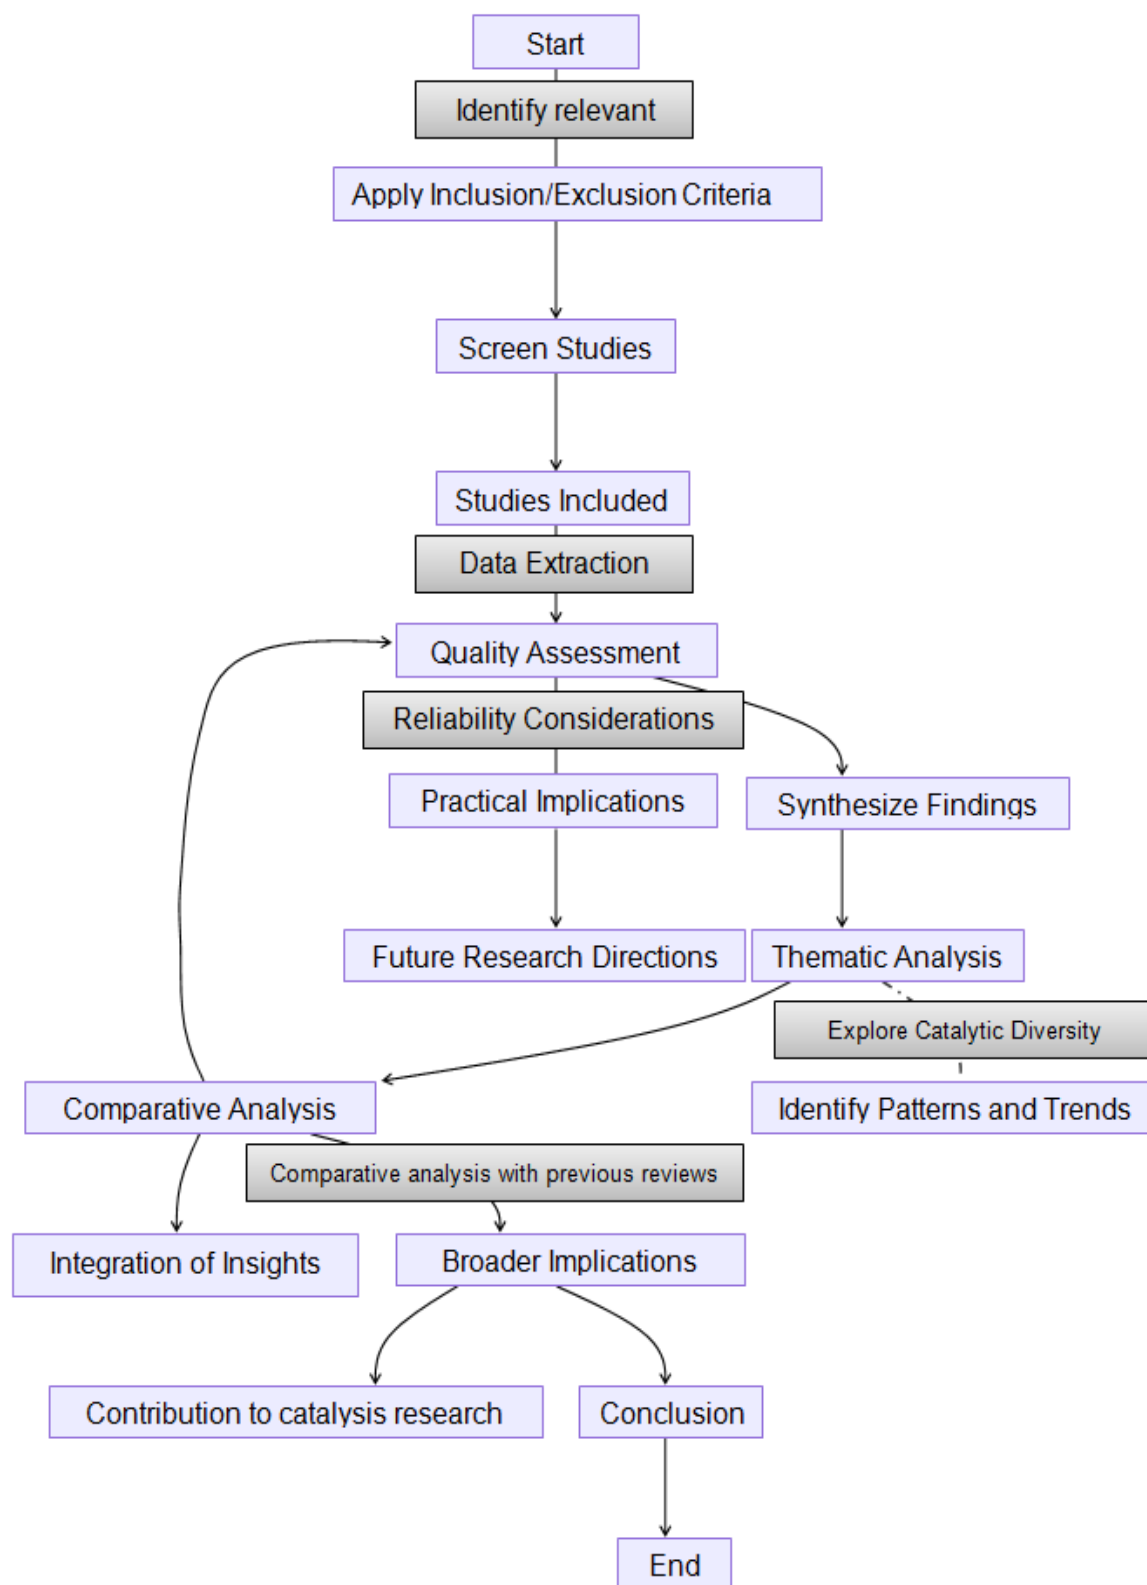 Start
Identify relevant
Apply Inclusion/Exclusion Criteria
Screen Studies
Studies Included
Data Extraction
Quality Assessment
Reliability Considerations
Practical Implications
Synthesize Findings
Future Research Directions
Thematic Analysis
Explore Catalytic Diversity
Comparative Analysis
Identify Patterns and Trends
Comparative analysis with previous reviews
Integration of Insights
Broader Implications
Contribution to catalysis research
Conclusion
End